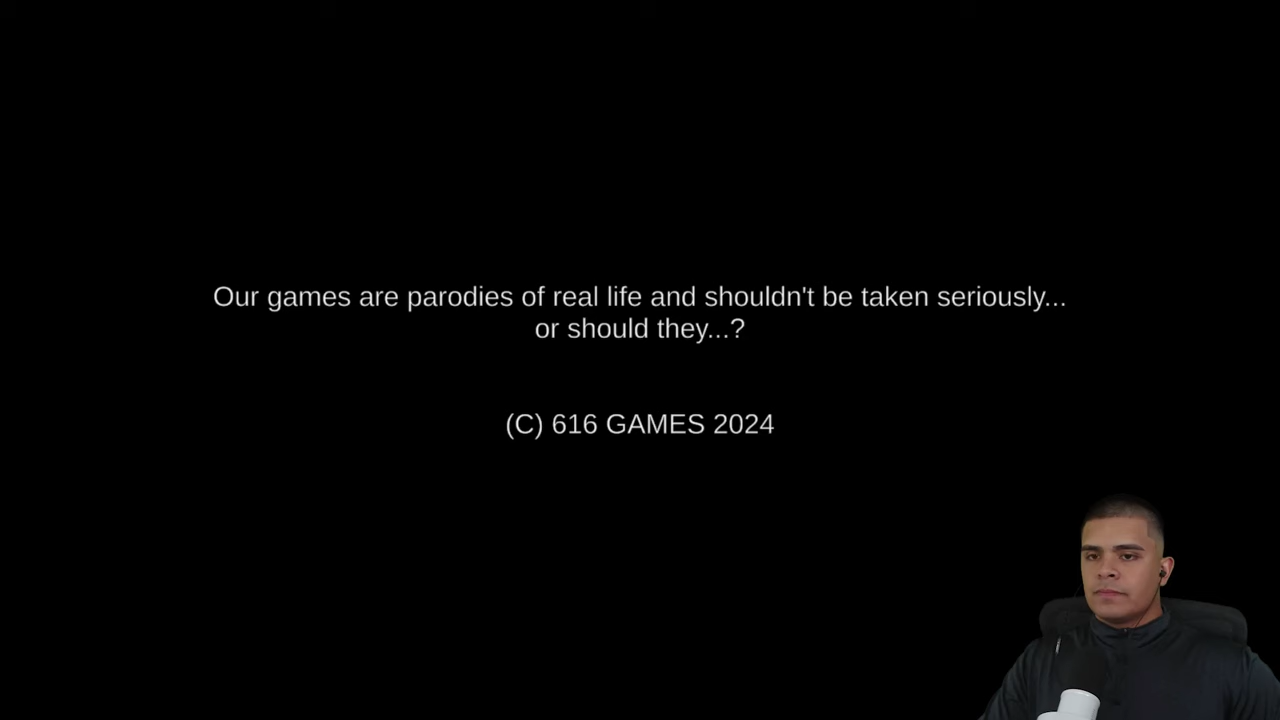 Our games are parodies of real life and shouldn't be taken seriously...
or should they...?
(C) 616 GAMES 2024